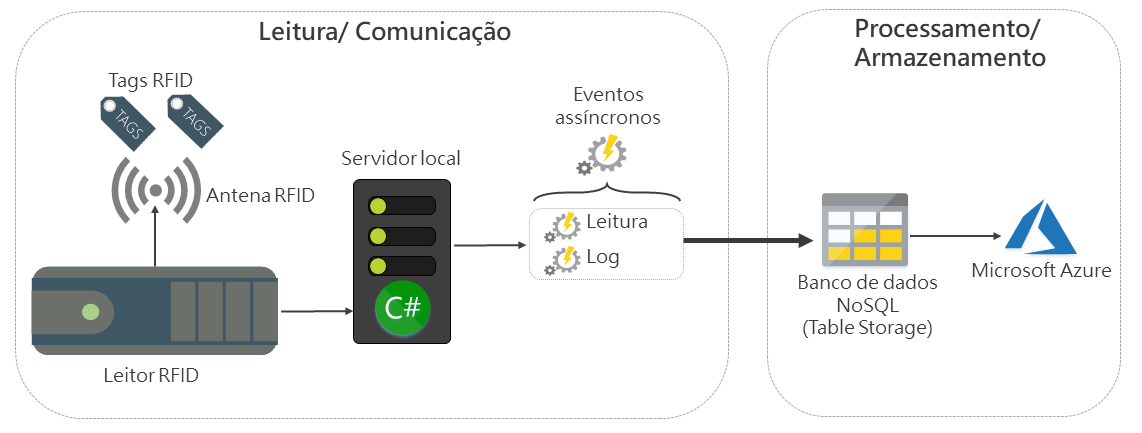 Leitura/ Comunicação
Tags RFID
TAGS
TAGS
Antena RFID
Leitor RFID
Servidor local
C#
Eventos
assíncronos
Leitura
Log
Processamento/
Armazenamento
Banco de dados
NoSQL
(Table Storage)
Microsoft Azure